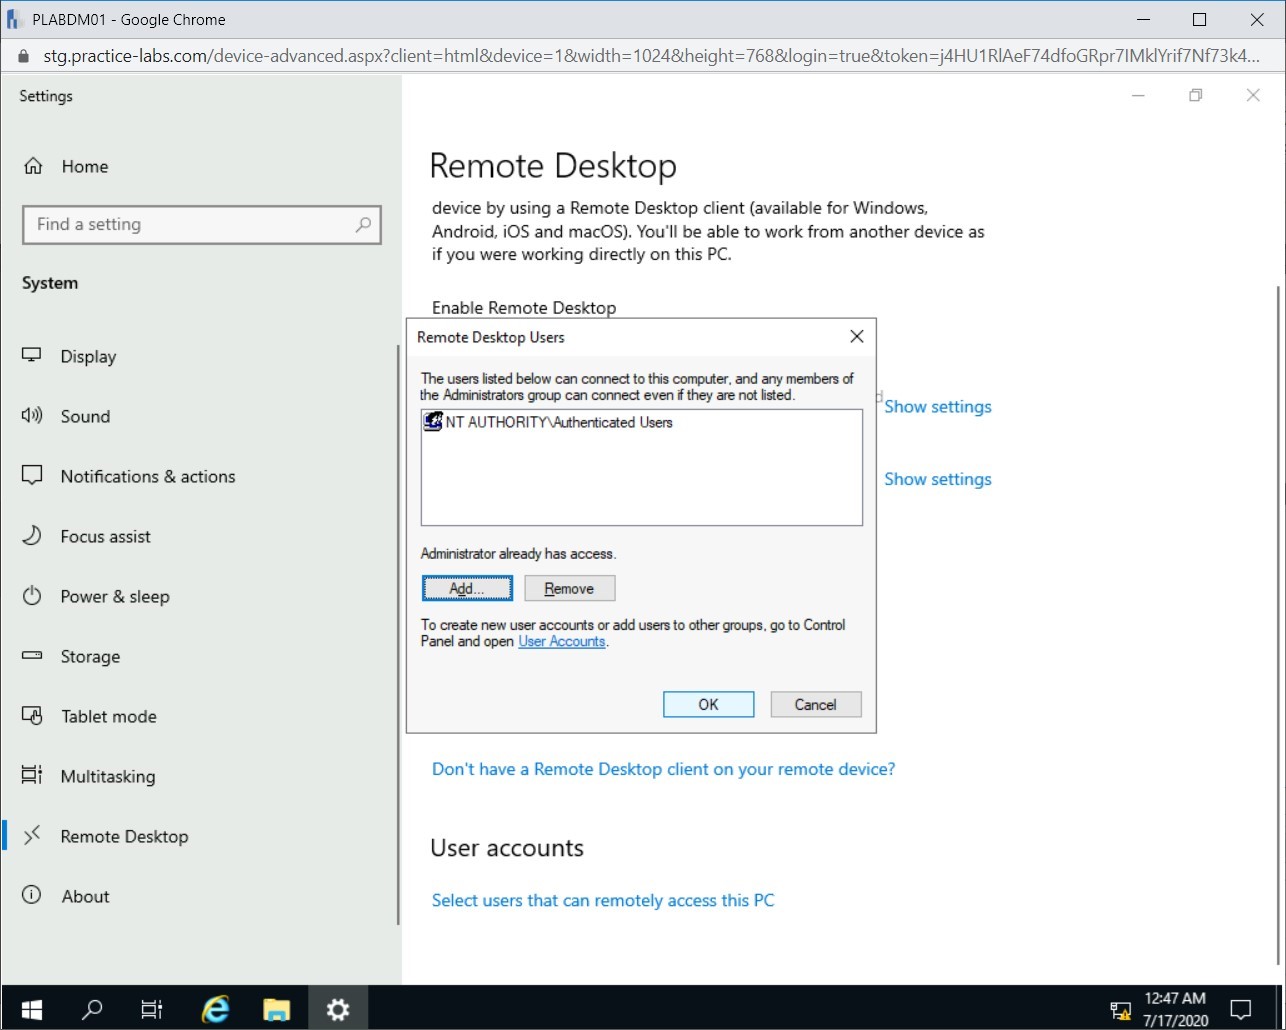 PLABDM01 - Google Chrome
stg.practice-labs.com/device-advanced.aspx?client=html&device=1&width=1024&height=768&login=true&token=j4HU1RlAeF74dfoGRpr7IMklYrif7Nf73k4...
Settings
Home
Find a setting
System
Display
Sound
Notifications & actions
Focus assist
Power & sleep
Storage
Tablet mode
Multitasking
Remote Desktop
About
Remote Desktop
device by using a Remote Desktop client (available for Windows,
Android, iOS and macOS). You'll be able to work from another device as
if you were working directly on this PC.
Enable Remote Desktop
Remote Desktop Users
The users listed below can connect to this computer, and any members of
the Administrators group can connect even if they are not listed.
NT AUTHORITY\Authenticated Users
Administrator already has access.
Add...
Remove
To create new user accounts or add users to other groups, go to Control
Panel and open User Accounts.
OK
Cancel
d
Show settings
Show settings
Don't have a Remote Desktop client on your remote device?
User accounts
Select users that can remotely access this PC
12:47 AM
7/17/2020